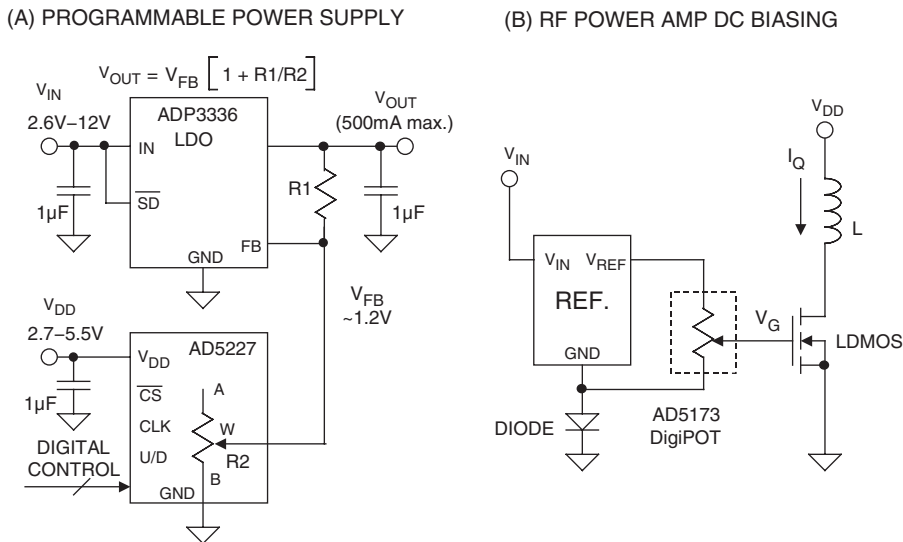 (A) PROGRAMMABLE POWER SUPPLY
V_OUT = V_FB [ 1 + R1/R2 ]
V_IN
2.6V–12V
ADP3336
LDO
V_OUT
(500mA max.)
IN
SD
R1
1µF
1µF
FB
GND
V_FB
~1.2V
V_DD
2.7–5.5V
AD5227
V_DD
CS
A
1µF
CLK
W
U/D
R2
DIGITAL
CONTROL
B
GND
(B) RF POWER AMP DC BIASING
V_DD
V_IN
I_Q
L
V_IN
V_REF
REF.
V_G
LDMOS
GND
AD5173
DigiPOT
DIODE